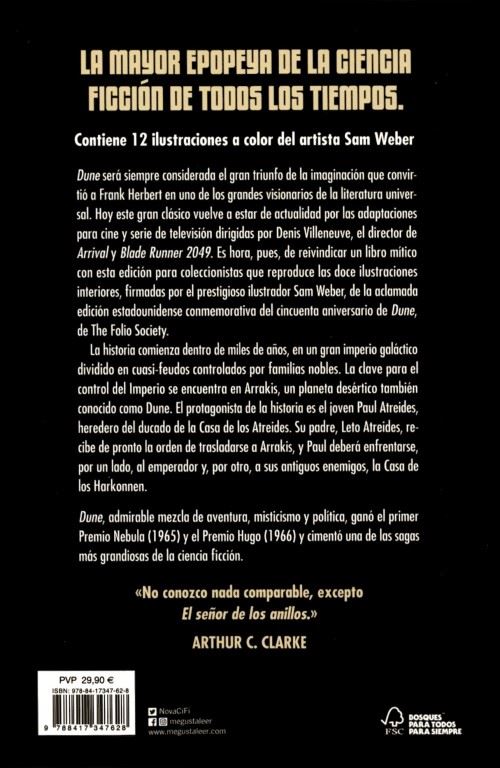 LA MAYOR EPOPEYA DE LA CIENCIA
FICCIÓN DE TODOS LOS TIEMPOS.
Contiene 12 ilustraciones a color del artista Sam Weber
Dune será siempre considerada el gran triunfo de la imaginación que convir-
tió a Frank Herbert en uno de los grandes visionarios de la literatura univer-
sal. Hoy este gran clásico vuelve a estar de actualidad por las adaptaciones
para cine y serie de televisión dirigidas por Denis Villeneuve, el director de
Arrival y Blade Runner 2049. Es hora, pues, de reivindicar un libro mítico
con esta edición para coleccionistas que reproduce las doce ilustraciones
interiores, firmadas por el prestigioso ilustrador Sam Weber, de la aclamada
edición estadounidense conmemorativa del cincuenta aniversario de Dune,
de The Folio Society.
La historia comienza dentro de miles de años, en un gran imperio galáctico
dividido en cuasi-feudos controlados por familias nobles. La clave para el
control del Imperio se encuentra en Arrakis, un planeta desértico también
conocido como Dune. El protagonista de la historia es el joven Paul Atreides,
heredero del ducado de la Casa de los Atreides. Su padre, Leto Atreides, re-
cibe de pronto la orden de trasladarse a Arrakis, y Paul deberá enfrentarse,
por un lado, al emperador y, por otro, a sus antiguos enemigos, la Casa de
los Harkonnen.
Dune, admirable mezcla de aventura, misticismo y política, ganó el primer
Premio Nebula (1965) y el Premio Hugo (1966) y cimentó una de las sagas
más grandiosas de la ciencia ficción.
«No conozco nada comparable, excepto
El señor de los anillos.»
ARTHUR C. CLARKE
PVP 29,90 €
ISBN: 978-84-17347-62-8
9 788417 347628
NovaCiFi
megustaleer
www.megustaleer.com
FSC
BOSQUES
PARA TODOS
PARA SIEMPRE